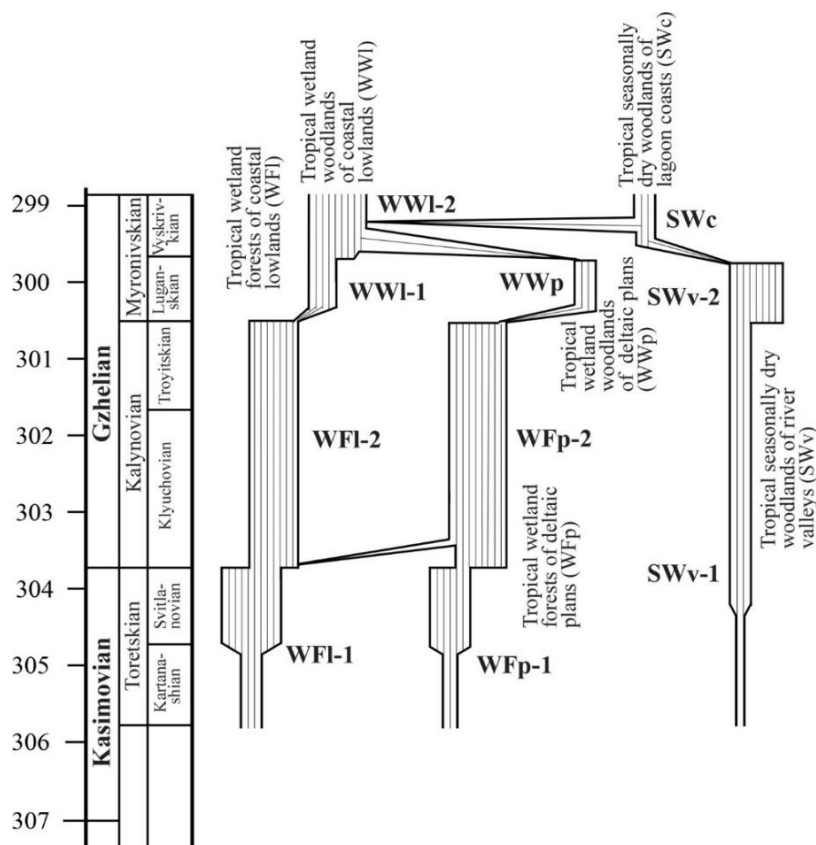 299
300
301
302
303
304
305
306
307
Gzhelian
Kasimovian
Myronivskian
Kalynovian
Toretskian
Vyskriv-
kian
Lugan-
skian
Troyitskian
Klyuchovian
Svitla-
novian
Kartana-
shian
Tropical wetland
forests of coastal
lowlands (WFl)
Tropical wetland
woodlands
of coastal
lowlands (WWl)
Tropical seasonally
dry woodlands of
lagoon coasts (SWc)
WWl-2
SWc
WWl-1
WWp
SWv-2
Tropical
wetland
woodlands
of deltaic plans
(WWp)
WFl-2
WFp-2
Tropical wetland
forests of deltaic
plans (WFp)
Tropical seasonally dry
woodlands of river
valleys (SWv)
SWv-1
WFl-1
WFp-1